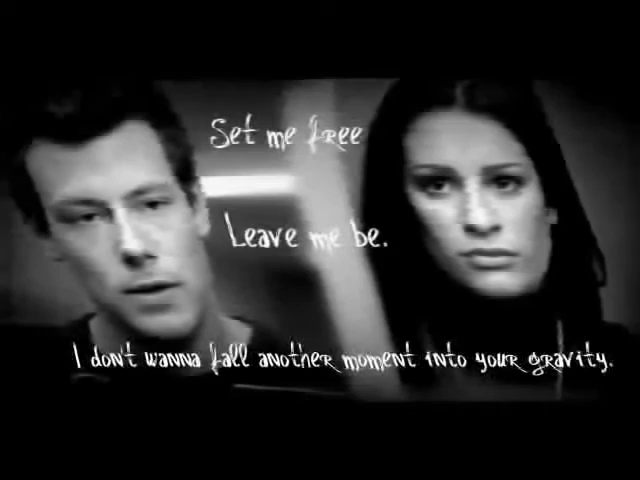 Set me free
Leave me be.
I don't wanna fall another moment into your gravity.